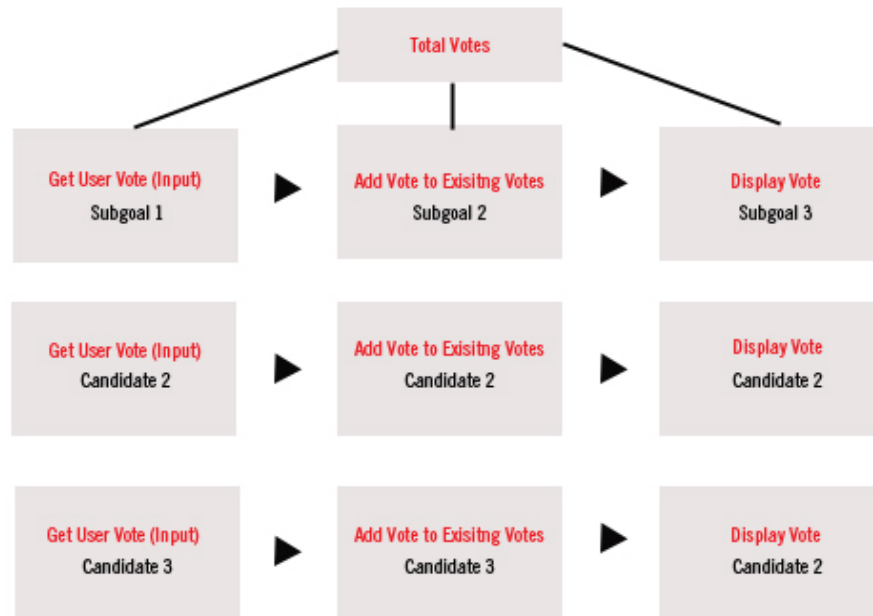 Total Votes
Get User Vote (Input)
Subgoal 1
Add Vote to Exisitng Votes
Subgoal 2
Display Vote
Subgoal 3
Get User Vote (Input)
Candidate 2
Add Vote to Exisitng Votes
Candidate 2
Display Vote
Candidate 2
Get User Vote (Input)
Candidate 3
Add Vote to Exisitng Votes
Candidate 3
Display Vote
Candidate 2